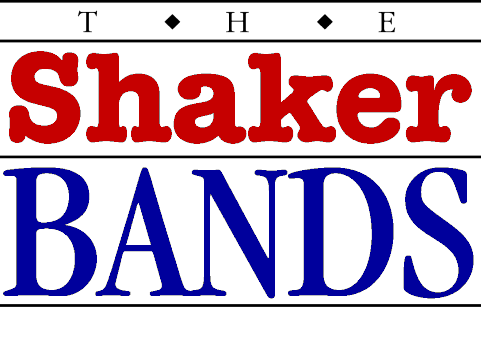 T ◆ H ◆ E
Shaker
BANDS